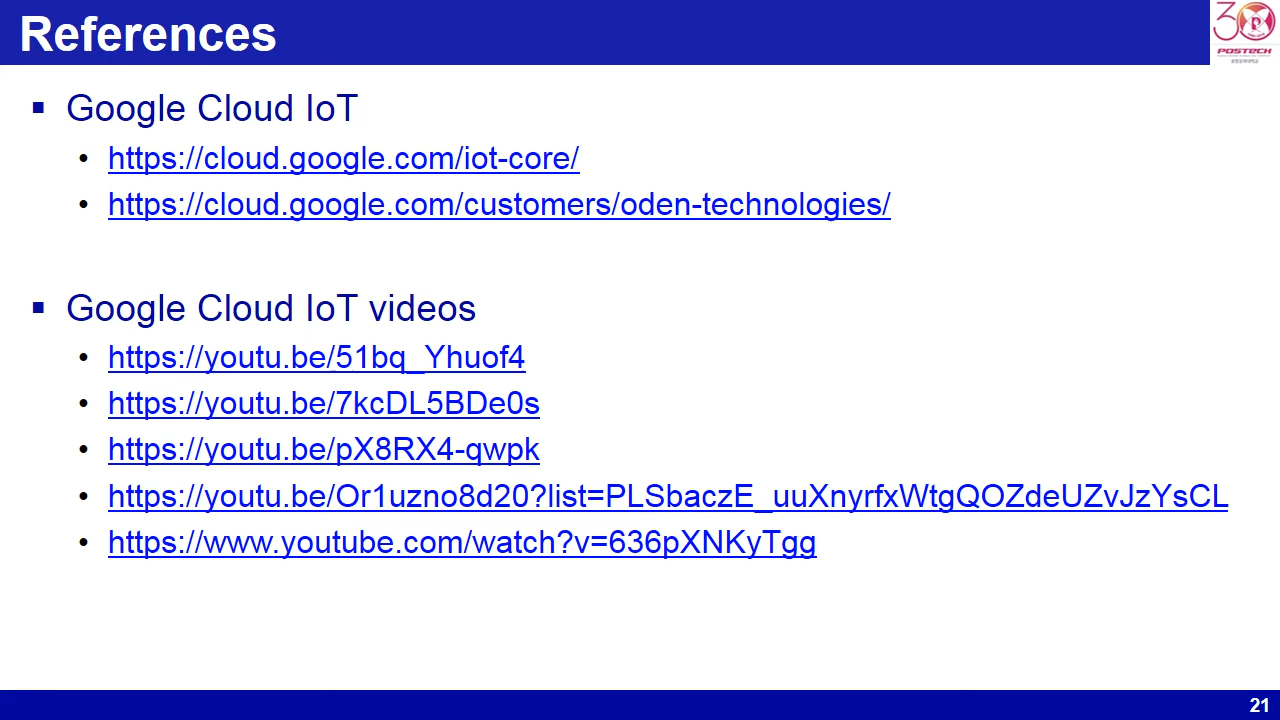 References
30
POSTECH
Google Cloud IoT
https://cloud.google.com/iot-core/
https://cloud.google.com/customers/oden-technologies/
Google Cloud IoT videos
https://youtu.be/51bq_Yhuof4
https://youtu.be/7kcDL5BDe0s
https://youtu.be/pX8RX4-qwpk
https://youtu.be/Or1uzno8d20?list=PLSbaczE_uuXnyrfxWtgQOZdeUZvJzYsCL
https://www.youtube.com/watch?v=636pXNKyTgg
21